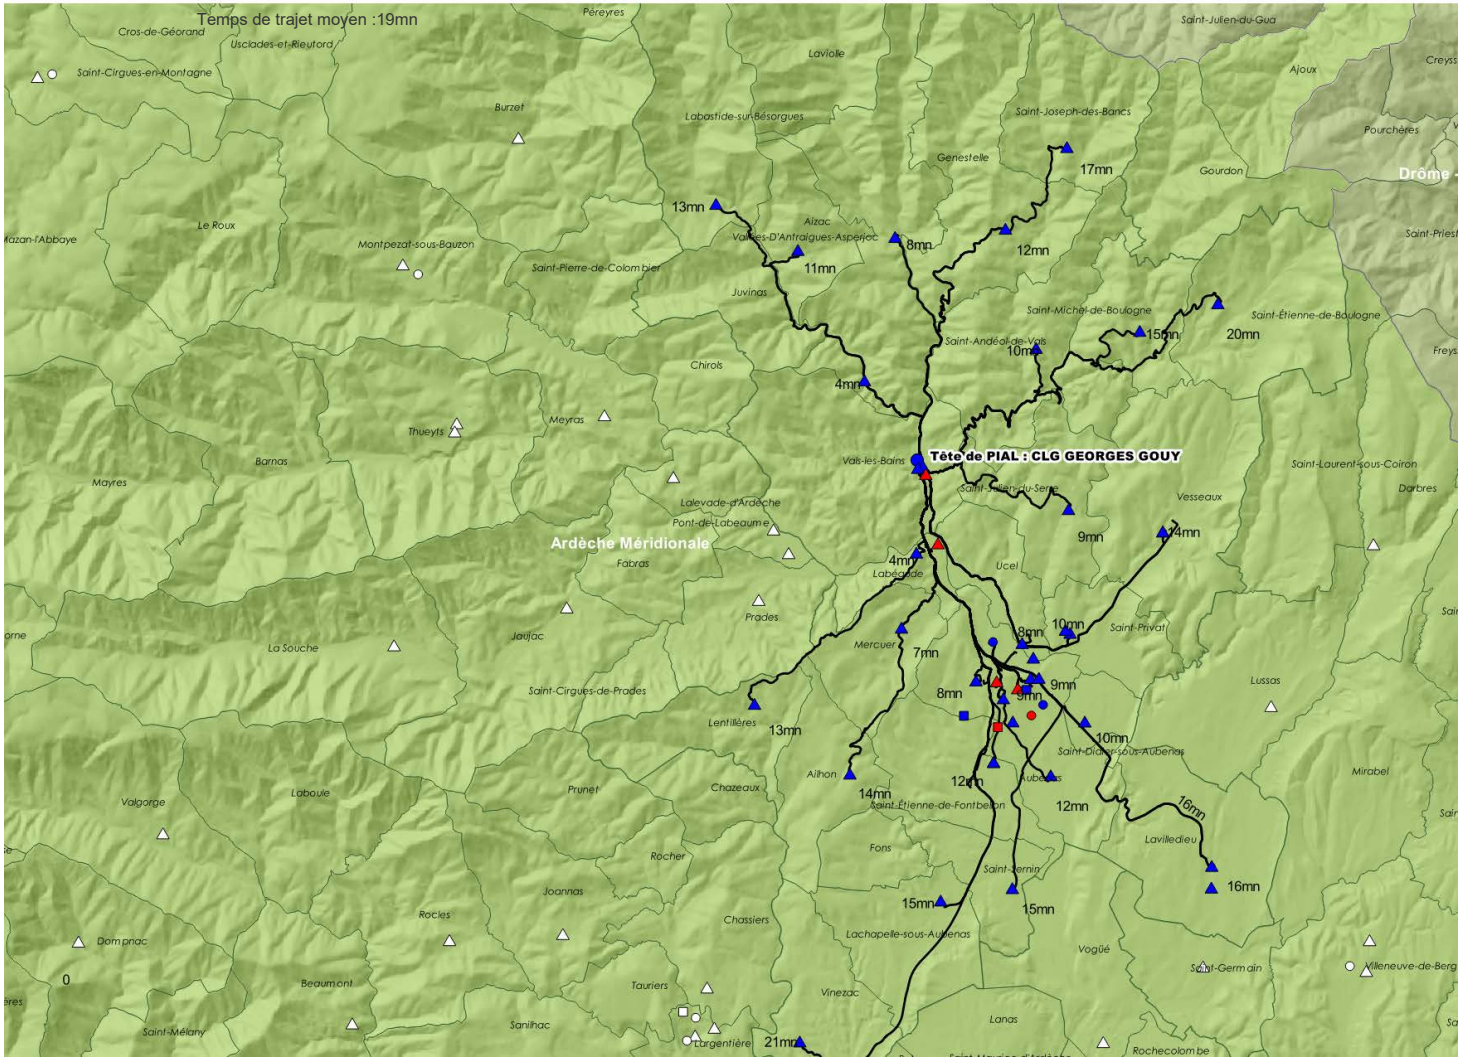 Temps de trajet moyen :19mn
Péreyres
Saint-Julien-du-Gua
Cros-de-Géorand
Usclades-et-Rieutord
Laviolle
Creyss
Saint-Cirgues-en-Montagne
Ajoux
Burzet
Labastide-sur-Bésorgues
Saint-Joseph-des-Bancs
Pourchères
Genestelle
17mn
Gourdon
Drôme -
13mn
Le Roux
Aizac
Mazan-l'Abbaye
Montpezat-sous-Bauzon
Vallées-D'Antraigues-Asperjoc
8mn
12mn
Saint-Priest
Saint-Pierre-de-Colombier
11mn
Juvinas
Saint-Michel-de-Boulogne
Saint-Étienne-de-Boulogne
15mn
20mn
Saint-Andéol-de-Vals
10mn
Freys
Chirols
4mn
Meyras
Thueyts
Barnas
Vals-les-Bains
Tête de PIAL : CLG GEORGES GOUY
Saint-Laurent-sous-Coiron
Mayres
Saint-Julien-du-Serre
Vesseaux
Darbres
Lalevade-d'Ardèche
Pont-de-Labeaume
9mn
14mn
Ardèche Méridionale
Fabras
4mn
Labégude
Ucel
Prades
10mn
Saint-Privat
Jaujac
8mn
Mercuer
La Souche
7mn
Saint-Cirgues-de-Prades
8mn
9mn
9mn
Lussas
Lentillères
13mn
10mn
Saint-Didier-sous-Aubenas
Ailhon
14mn
12mn
Aubenas
12mn
Mirabel
Prunet
Chazeaux
Laboule
Valgorge
Saint-Étienne-de-Fontbellon
16mn
Lavilledieu
Fons
Rocher
Saint-Sernin
16mn
Joannas
15mn
15mn
Rocles
Chassiers
Lachapelle-sous-Aubenas
Dompnac
Vogüé
0
Saint-Germain
Villeneuve-de-Berg
Beaumont
Tauriers
Vinezac
Saint-Mélany
Sanilhac
Lanas
Largentière
21mn
Rochecolombe
Saint-Maurice-d'Ardèche